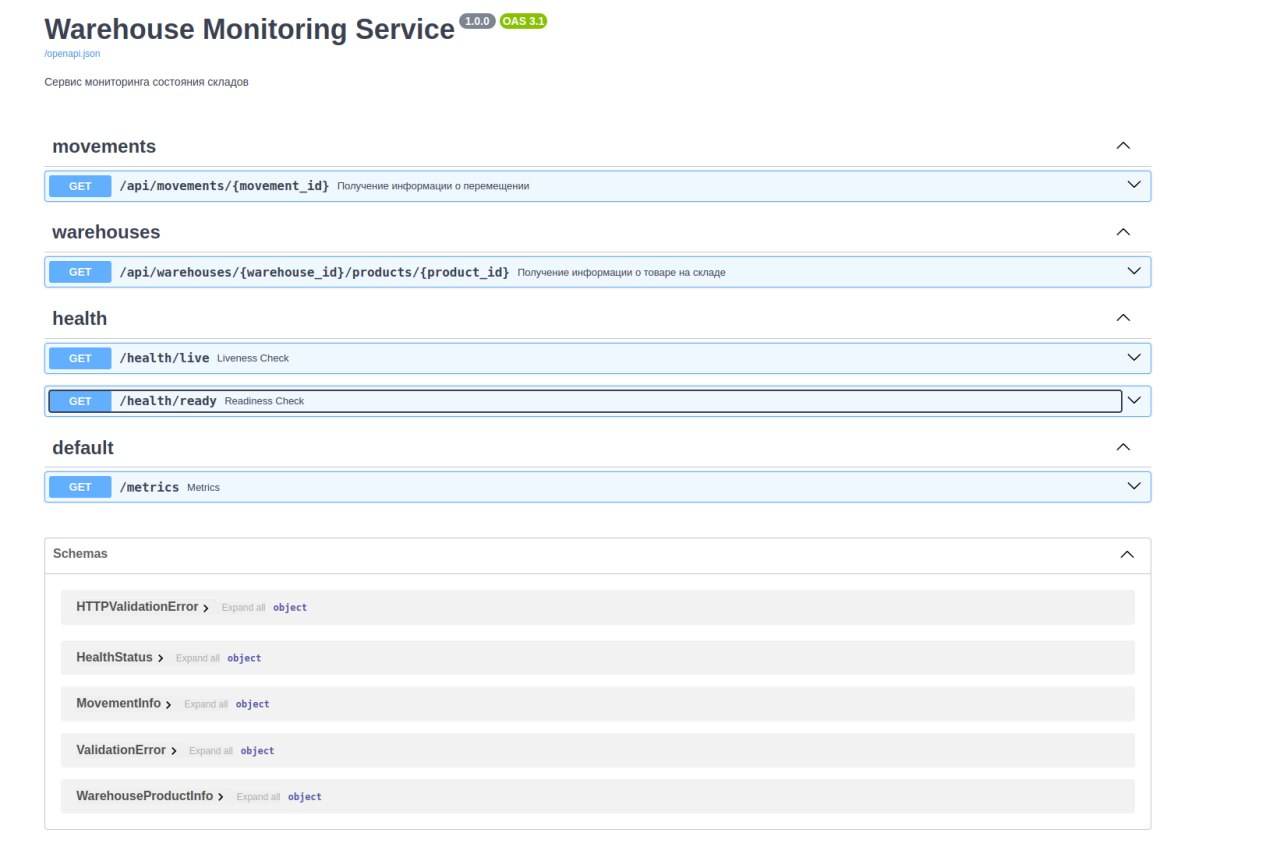 Warehouse Monitoring Service 1.0.0 OAS 3.1
/openapi.json
Сервис мониторинга состояния складов
movements
GET /api/movements/{movement_id} Получение информации о перемещении
warehouses
GET /api/warehouses/{warehouse_id}/products/{product_id} Получение информации о товаре на складе
health
GET /health/live Liveness Check
GET /health/ready Readiness Check
default
GET /metrics Metrics
Schemas
HTTPValidationError Expand all object
HealthStatus Expand all object
MovementInfo Expand all object
ValidationError Expand all object
WarehouseProductInfo Expand all object